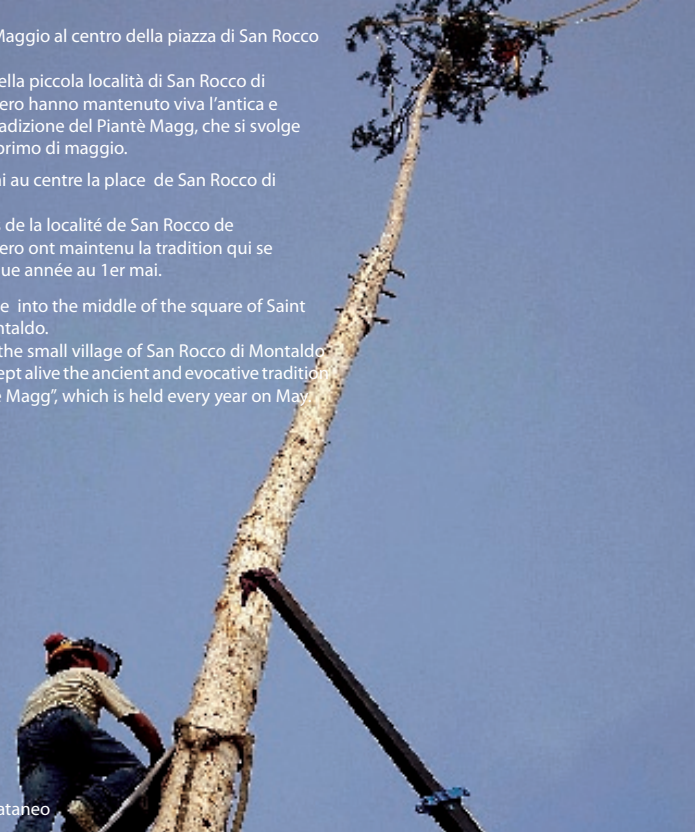 Maggio al centro della piazza di San Rocco
ella piccola località di San Rocco di
ero hanno mantenuto viva l'antica e
adizione del Piantè Magg, che si svolge
primo di maggio.
ai au centre la place de San Rocco di
de la localité de San Rocco de
ero ont maintenu la tradition qui se
ue année au 1er mai.
e into the middle of the square of Saint
ntaldo.
the small village of San Rocco di Montaldo
ept alive the ancient and evocative tradition
e Magg", which is held every year on May.
ataneo